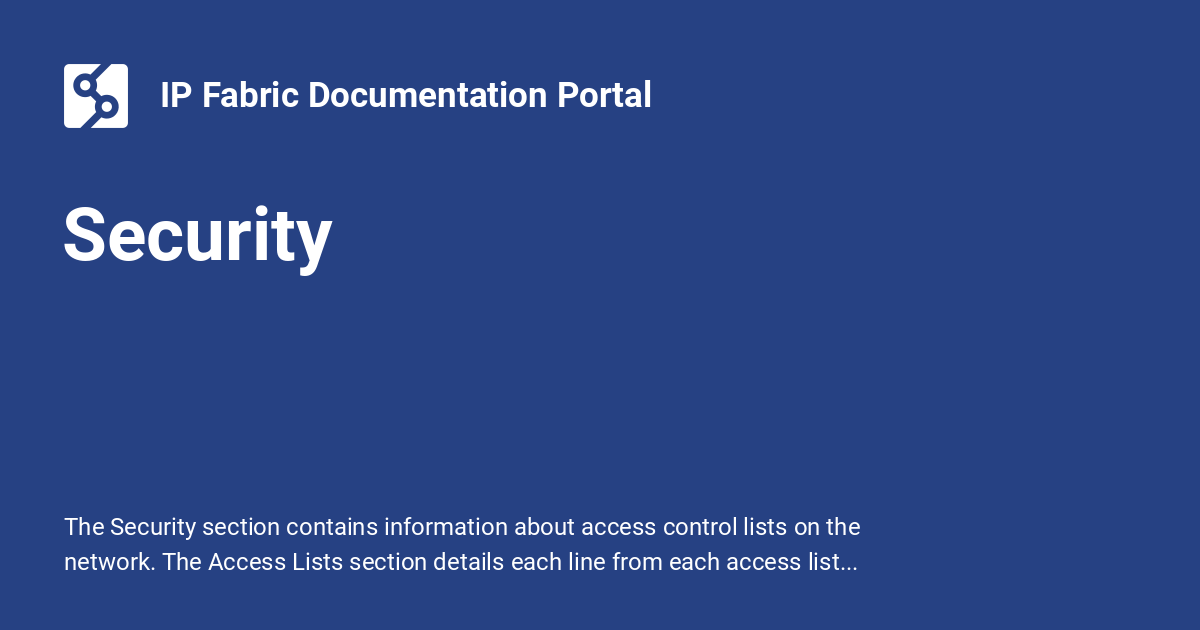 IP Fabric Documentation Portal
Security
The Security section contains information about access control lists on the
network. The Access Lists section details each line from each access list...